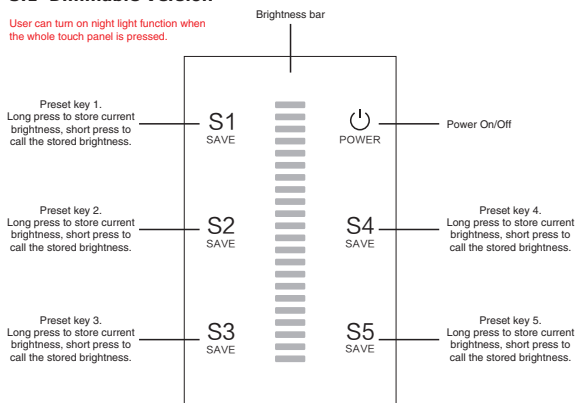 Dimmable Version
User can turn on night light function when
the whole touch panel is pressed.
Brightness bar
Preset key 1.
Long press to store current
brightness, short press to
call the stored brightness.
S1
SAVE
POWER
Power On/Off
Preset key 2.
Long press to store current
brightness, short press to
call the stored brightness.
S2
SAVE
S4
SAVE
Preset key 4.
Long press to store current
brightness, short press to
call the stored brightness.
Preset key 3.
Long press to store current
brightness, short press to
call the stored brightness.
S3
SAVE
S5
SAVE
Preset key 5.
Long press to store current
brightness, short press to
call the stored brightness.